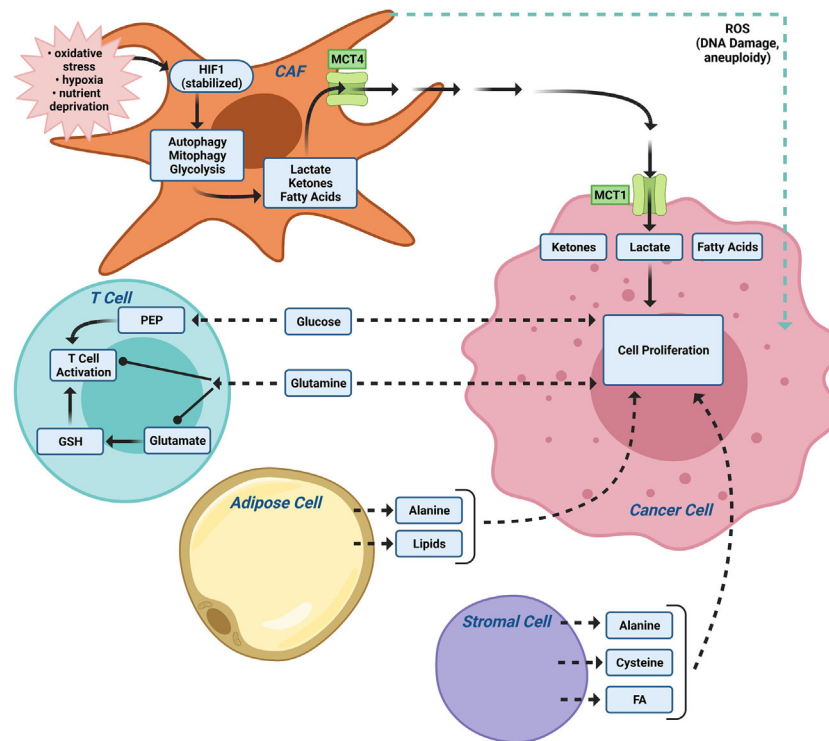 • oxidative
stress
• hypoxia
• nutrient
deprivation
HIF1
(stabilized)
CAF
MCT4
ROS
(DNA Damage,
aneuploidy)
Autophagy
Mitophagy
Glycolysis
Lactate
Ketones
Fatty Acids
MCT1
Ketones
Lactate
Fatty Acids
T Cell
PEP
Glucose
T Cell
Activation
Cell Proliferation
Glutamine
GSH
Glutamate
Adipose Cell
Alanine
Lipids
Cancer Cell
Stromal Cell
Alanine
Cysteine
FA